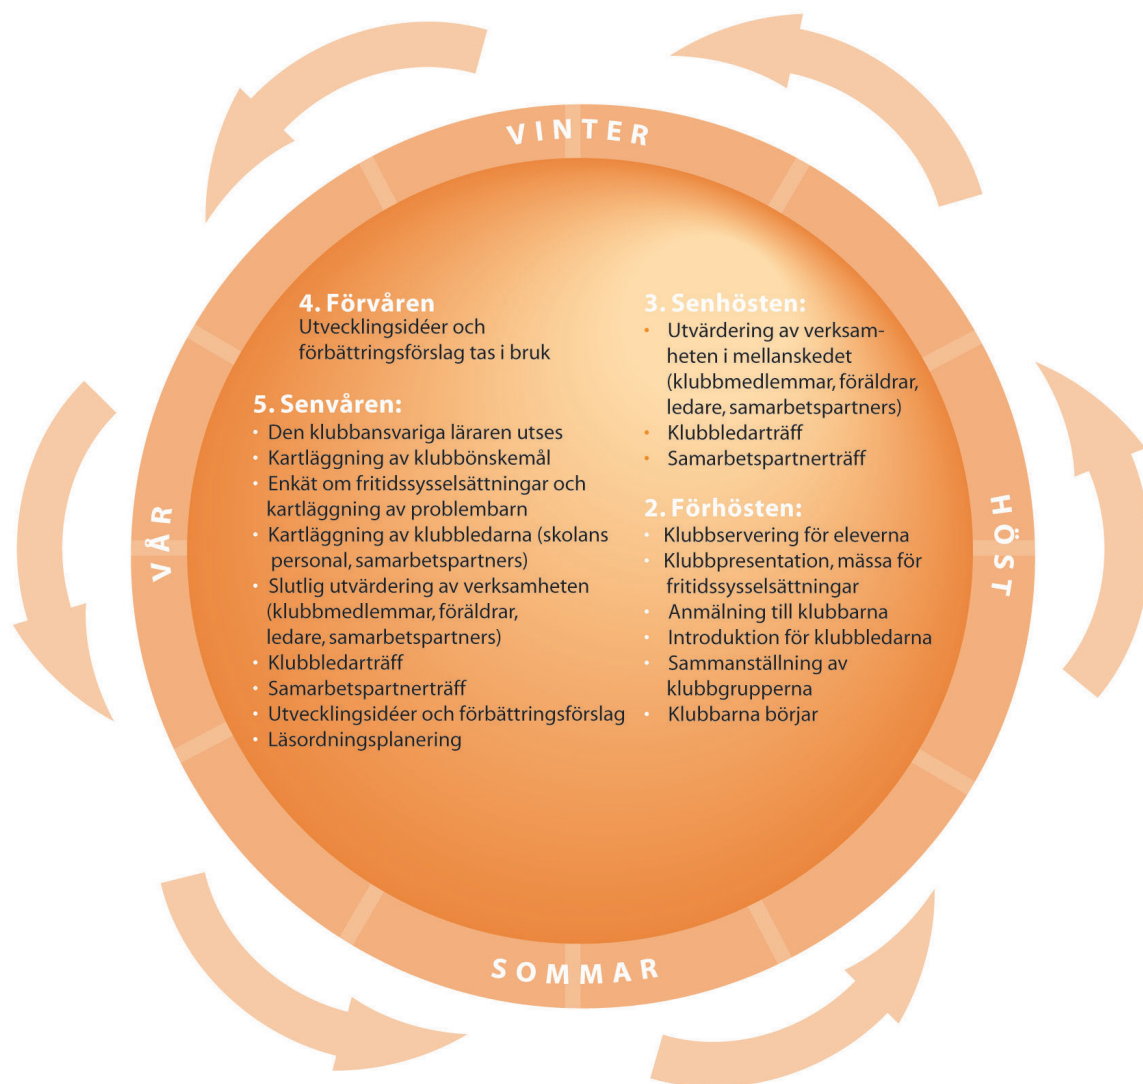 VINTER
4. Förvåren
Utvecklingsidéer och
förbättringsförslag tas i bruk
5. Senvåren:
• Den klubbansvariga läraren utses
• Kartläggning av klubbönskemål
• Enkät om fritidssysselsättningar och
kartläggning av problembarn
• Kartläggning av klubbledarna (skolans
personal, samarbetspartners)
• Slutlig utvärdering av verksamheten
(klubbmedlemmar, föräldrar,
ledare, samarbetspartners)
• Klubbledarträff
• Samarbetspartnerträff
• Utvecklingsidéer och förbättringsförslag
• Läsordningsplanering
3. Senhösten:
• Utvärdering av verksam-
heten i mellanskedet
(klubbmedlemmar, föräldrar,
ledare, samarbetspartners)
• Klubbledarträff
• Samarbetspartnerträff
2. Förhösten:
• Klubbservering för eleverna
• Klubbpresentation, mässa för
fritidssysselsättningar
• Anmälning till klubbarna
• Introduktion för klubbledarna
• Sammanställning av
klubbgrupperna
• Klubbarna börjar
VÅR
HÖST
SOMMAR